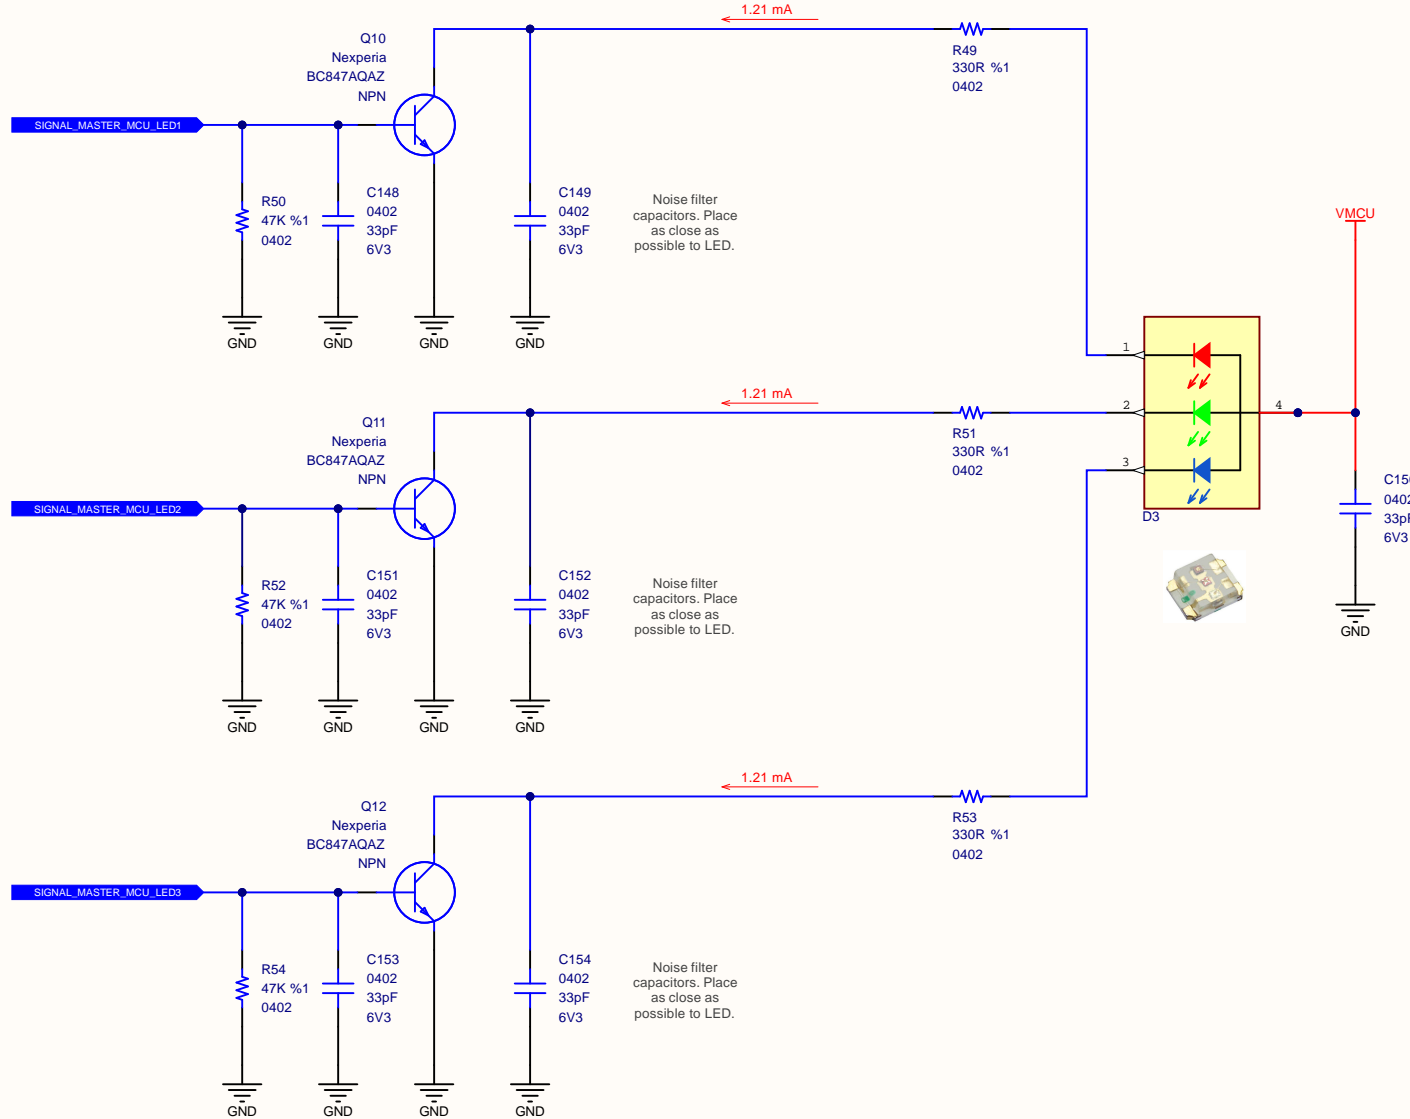 1.21 mA
Q10
Nexperia
BC847AQAZ
NPN
R49
330R %1
0402
SIGNAL_MASTER_MCU_LED1
R50
47K %1
0402
C148
0402
33pF
6V3
C149
0402
33pF
6V3
Noise filter
capacitors. Place
as close as
possible to LED.
GND
GND
GND
GND
VMCU
1
2
3
4
D3
C150
0402
33pF
6V3
GND
1.21 mA
Q11
Nexperia
BC847AQAZ
NPN
R51
330R %1
0402
SIGNAL_MASTER_MCU_LED2
R52
47K %1
0402
C151
0402
33pF
6V3
C152
0402
33pF
6V3
Noise filter
capacitors. Place
as close as
possible to LED.
GND
GND
GND
GND
1.21 mA
Q12
Nexperia
BC847AQAZ
NPN
R53
330R %1
0402
SIGNAL_MASTER_MCU_LED3
R54
47K %1
0402
C153
0402
33pF
6V3
C154
0402
33pF
6V3
Noise filter
capacitors. Place
as close as
possible to LED.
GND
GND
GND
GND